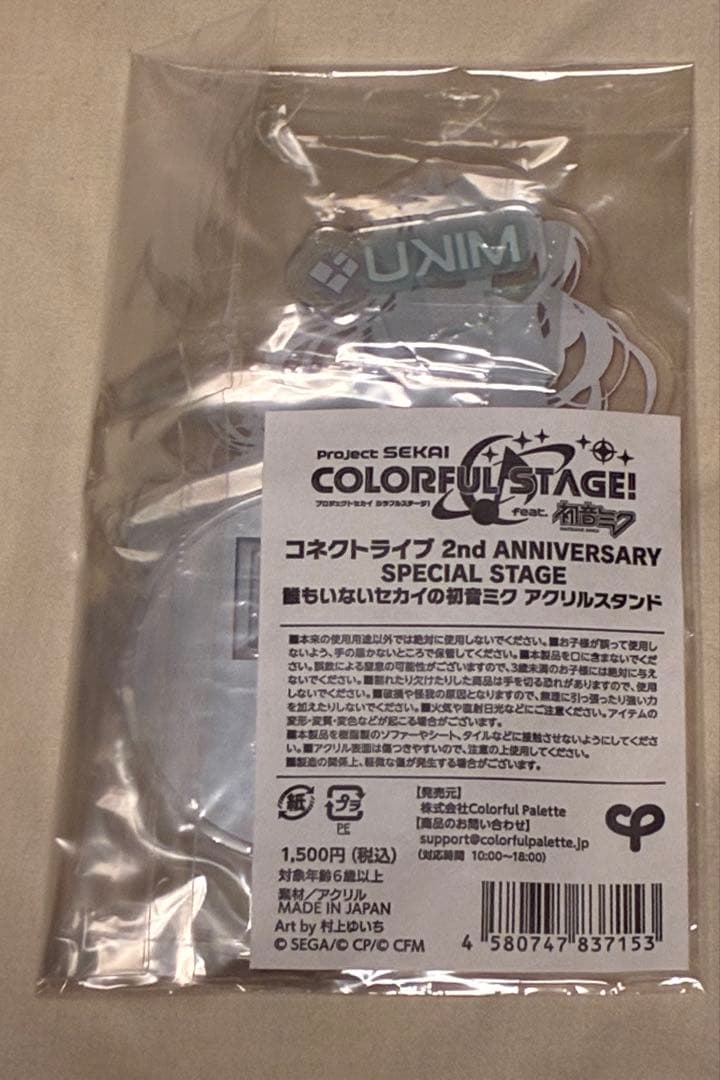 MIKU
Project SEKAI
COLORFUL STAGE!
プロジェクトセカイ カラフルステージ!
feat. 初音ミク
HATSUNE MIKU
コネクトライブ 2nd ANNIVERSARY
SPECIAL STAGE
誰もいないセカイの初音ミク アクリルスタンド
■本来の使用用途以外では絶対に使用しないでください。■お子様が誤って使用し
ないよう、手の届かないところで保管してください。■本製品を口に含まないでくだ
さい。誤飲による窒息の可能性がございますので、3歳未満のお子様には絶対に与え
ないでください。■割れたり欠けたりした商品は手を切る恐れがありますので、使用
しないでください。■破損や怪我の原因となりますので、無理に引っ張ったり強い力
を加えたりしないでください。■火気や直射日光などにご注意ください。アイテムの
変形・変質・変色などが起こる場合がございます。
■本製品を樹脂製のソファーやシート、タイルなどに接触させないようにしてくださ
い。■アクリル表面は傷つきやすいので、注意の上使用してください。
■製造の関係上、軽微な傷が発生する場合がございます。
紙
プラ
PE
【発売元】
株式会社Colorful Palette
【商品のお問い合わせ】
support@colorfulpalette.jp
(対応時間 10:00〜18:00)
1,500円(税込)
対象年齢6歳以上
素材/アクリル
MADE IN JAPAN
Art by 村上ゆいち
© SEGA/© CP/© CFM
4 580747 837153